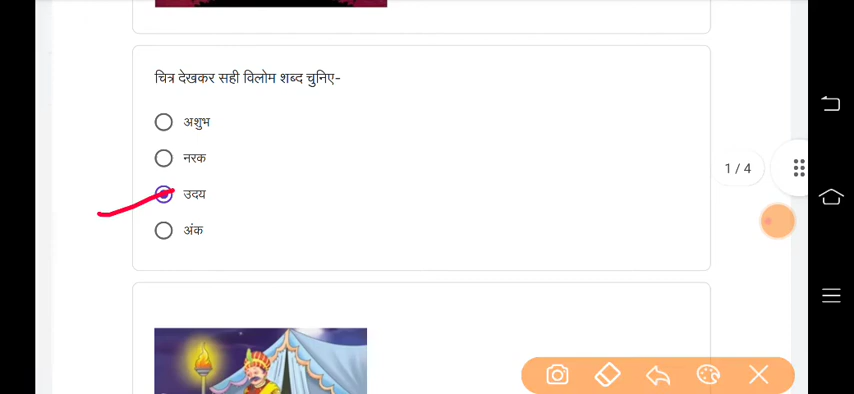 चित्र देखकर सही विलोम शब्द चुनिए-
अशुभ
नरक
उदय
अंक
1 / 4